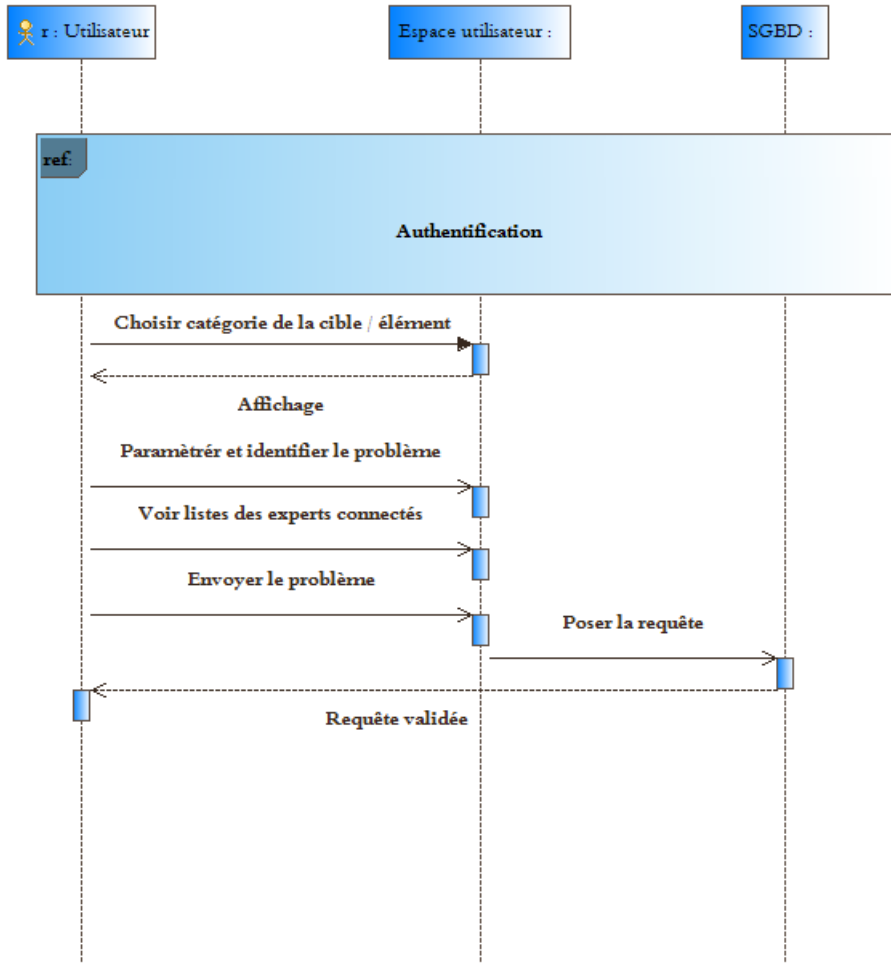 r : Utilisateur
Espace utilisateur :
SGBD :
ref:
Authentification
Choisir catégorie de la cible / élémént
Affichage
Paramètrér et identifier le problème
Voir listes des experts connectés
Envoyer le problème
Poser la requête
Requête validée